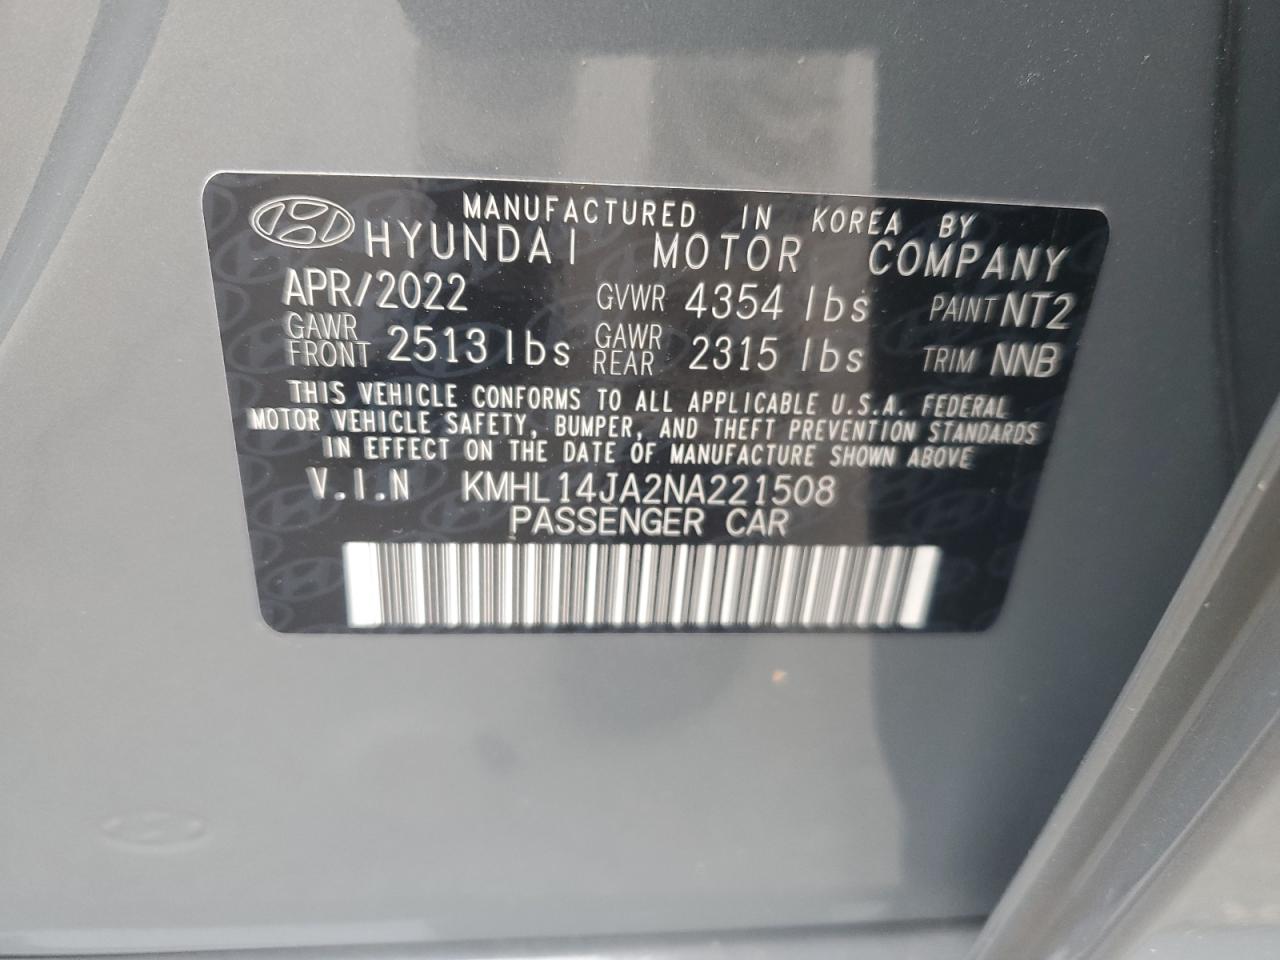 MANUFACTURED IN KOREA BY
HYUNDAI MOTOR COMPANY
APR/2022 GVWR 4354 lbs PAINT NT2
GAWR FRONT 2513 lbs GAWR REAR 2315 lbs TRIM NNB
THIS VEHICLE CONFORMS TO ALL APPLICABLE U.S.A. FEDERAL
MOTOR VEHICLE SAFETY, BUMPER, AND THEFT PREVENTION STANDARDS
IN EFFECT ON THE DATE OF MANUFACTURE SHOWN ABOVE
V.I.N KMHL14JA2NA221508
PASSENGER CAR